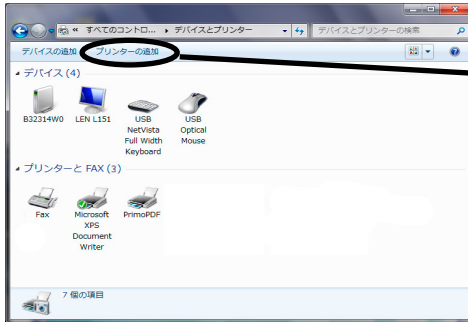 « すべてのコントロ... ▸ デバイスとプリンター
デバイスとプリンターの検索
デバイスの追加 プリンターの追加
デバイス (4)
B32314W0
LEN L151
USB
NetVista
Full Width
Keyboard
USB
Optical
Mouse
プリンターと FAX (3)
Fax
Microsoft
XPS
Document
Writer
PrimoPDF
7 個の項目